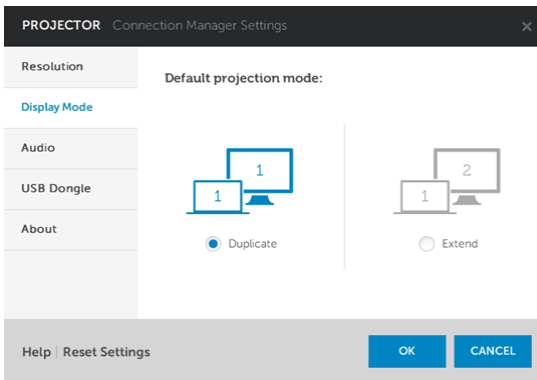 PROJECTOR Connection Manager Settings ×
Resolution
Default projection mode:
Display Mode
Audio
1
1
2
1
USB Dongle
Duplicate
Extend
About
Help | Reset Settings
OK
CANCEL